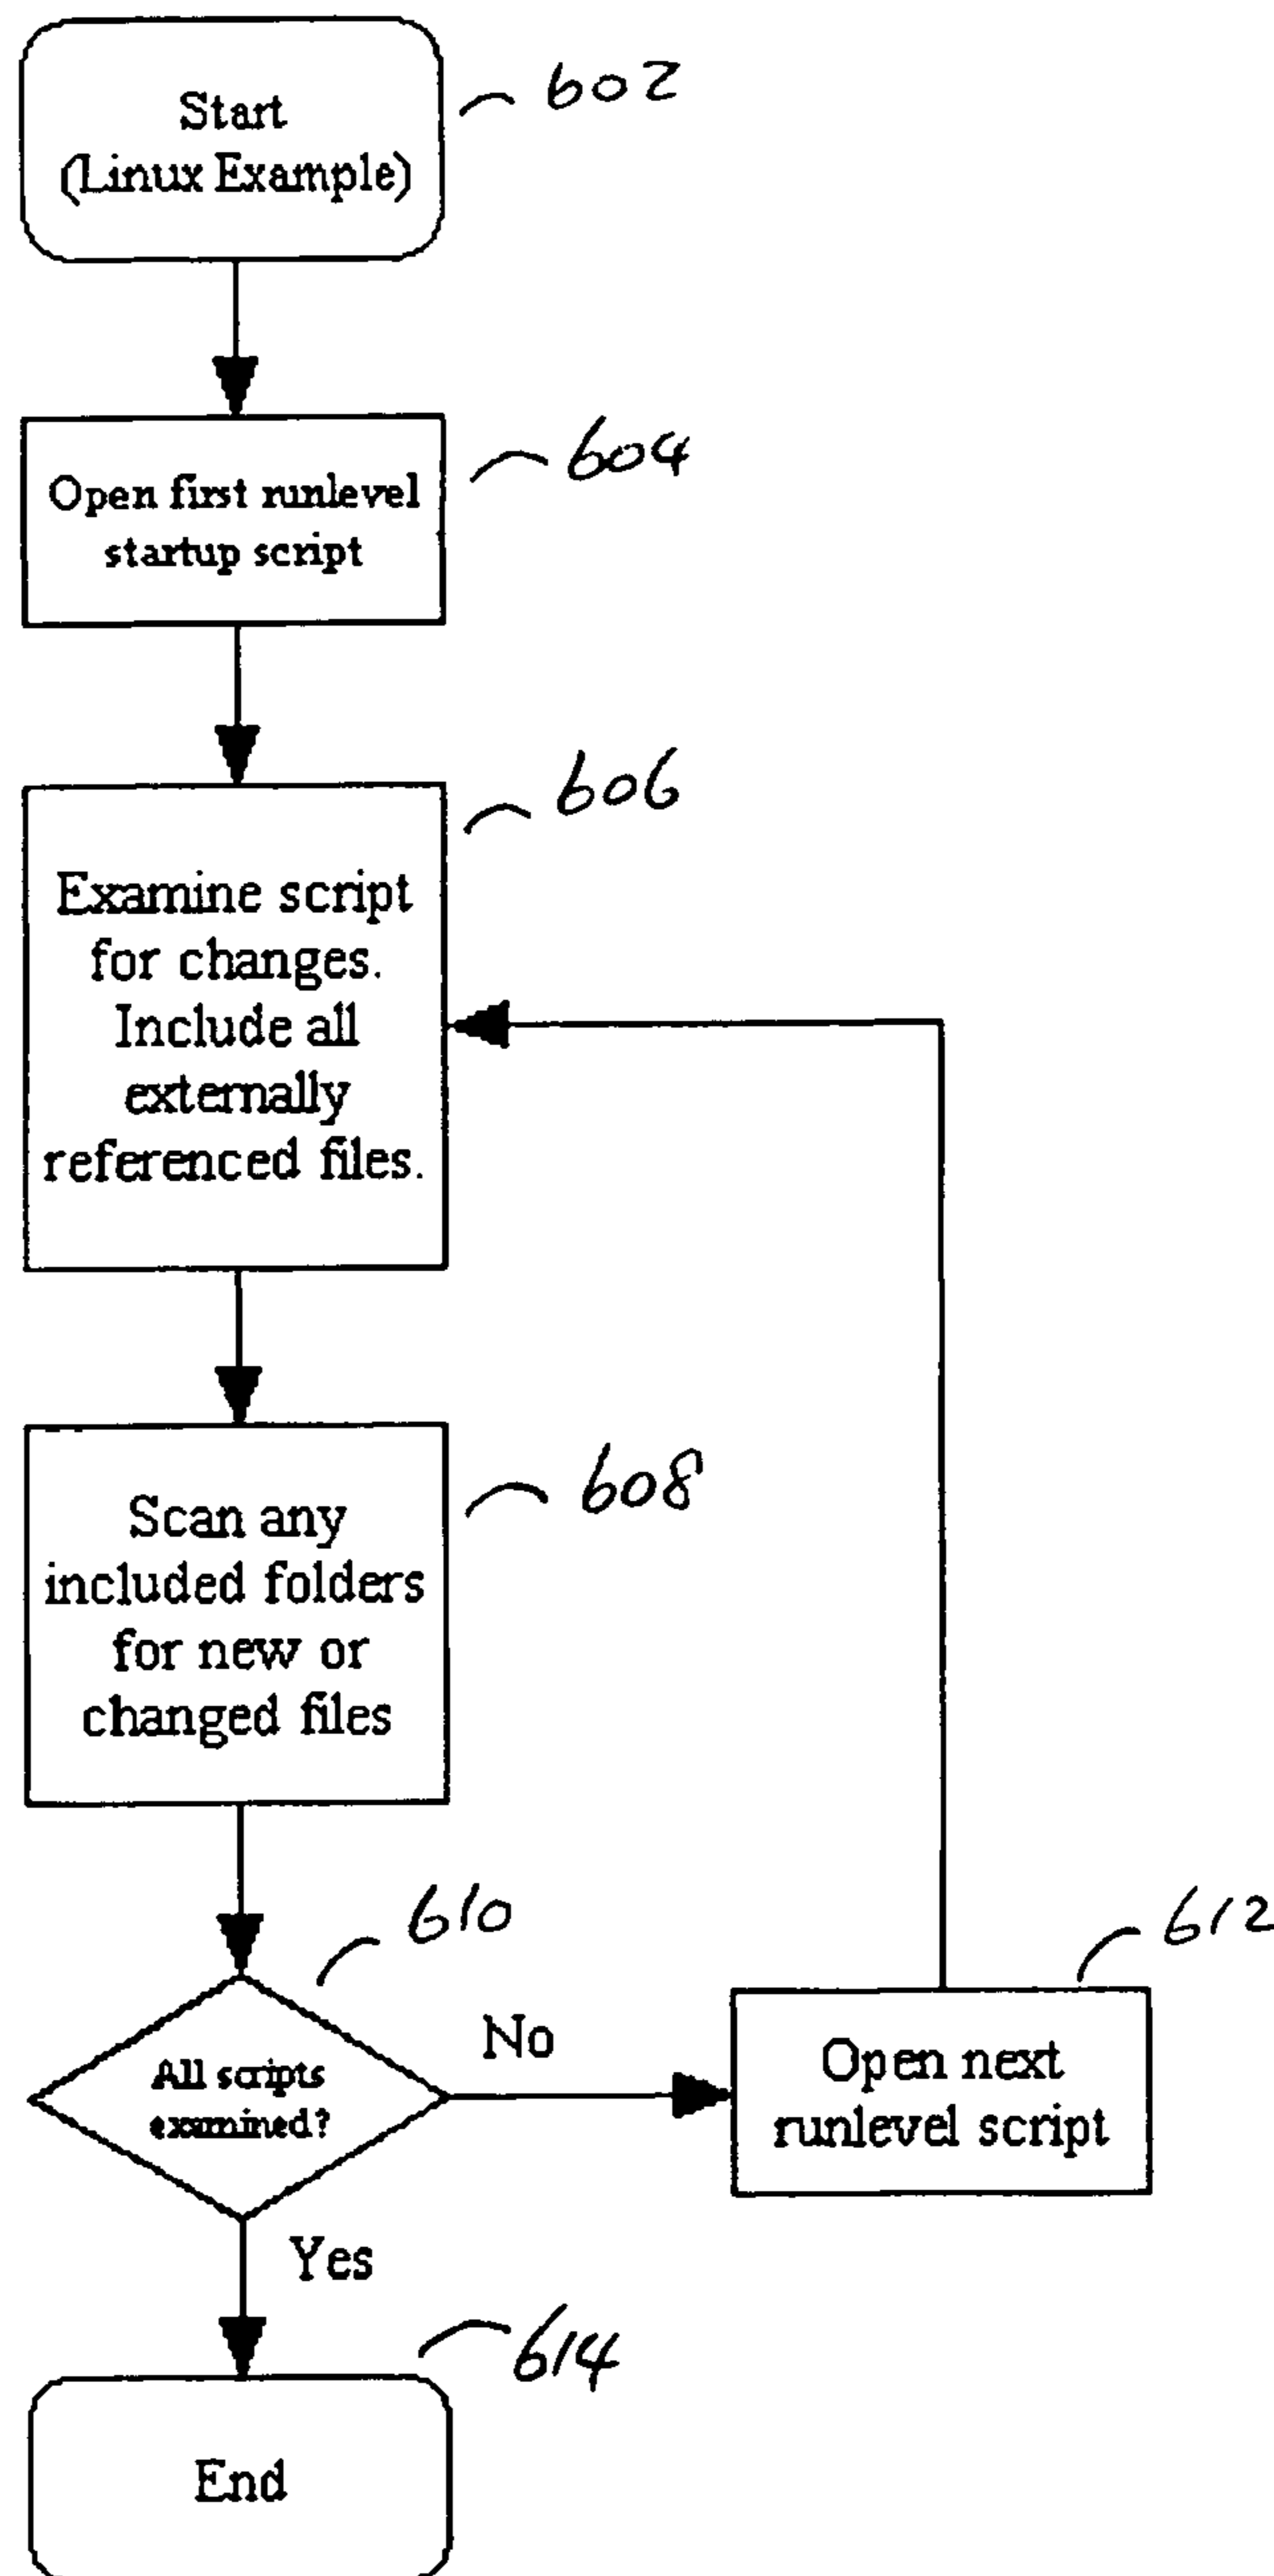 Start
(Linux Example)
602
Open first runlevel
startup script
604
606
Examine script
for changes.
Include all
externally
referenced files.
608
Scan any
included folders
for new or
changed files
610
612
All scripts
examined?
No
Open next
runlevel script
Yes
614
End